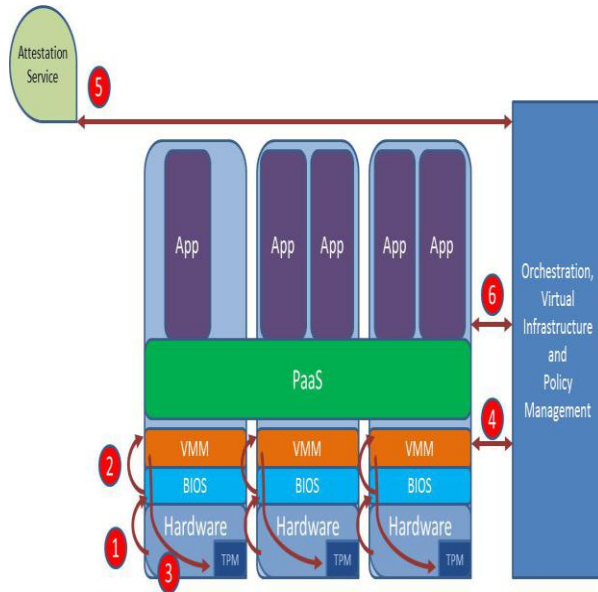 Attestation
Service
5
App
App
App
App
App
6
Orchestration,
Virtual
Infrastructure
and
Policy
Management
PaaS
4
VMM
VMM
VMM
2
BIOS
BIOS
BIOS
Hardware
Hardware
Hardware
1
3
TPM
TPM
TPM